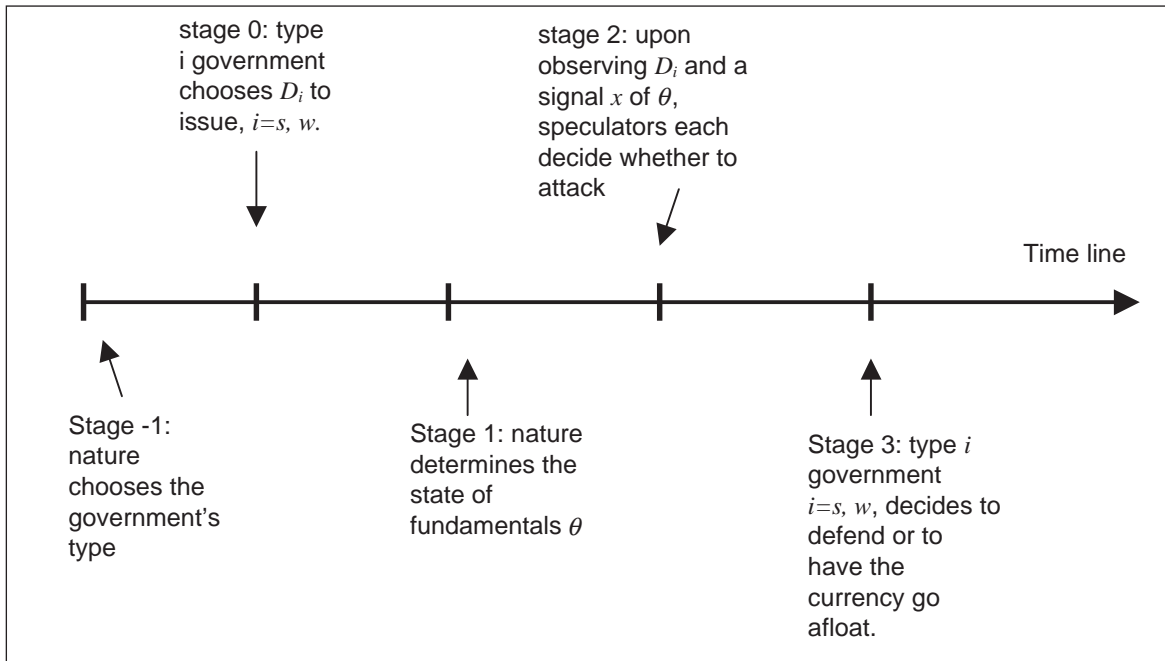 stage 0: type
i government
chooses Di to
issue, i=s, w.
stage 2: upon
observing Di and a
signal x of θ,
speculators each
decide whether to
attack
Time line
Stage -1:
nature
chooses the
government's
type
Stage 1: nature
determines the
state of
fundamentals θ
Stage 3: type i
government
i=s, w, decides to
defend or to
have the
currency go
afloat.